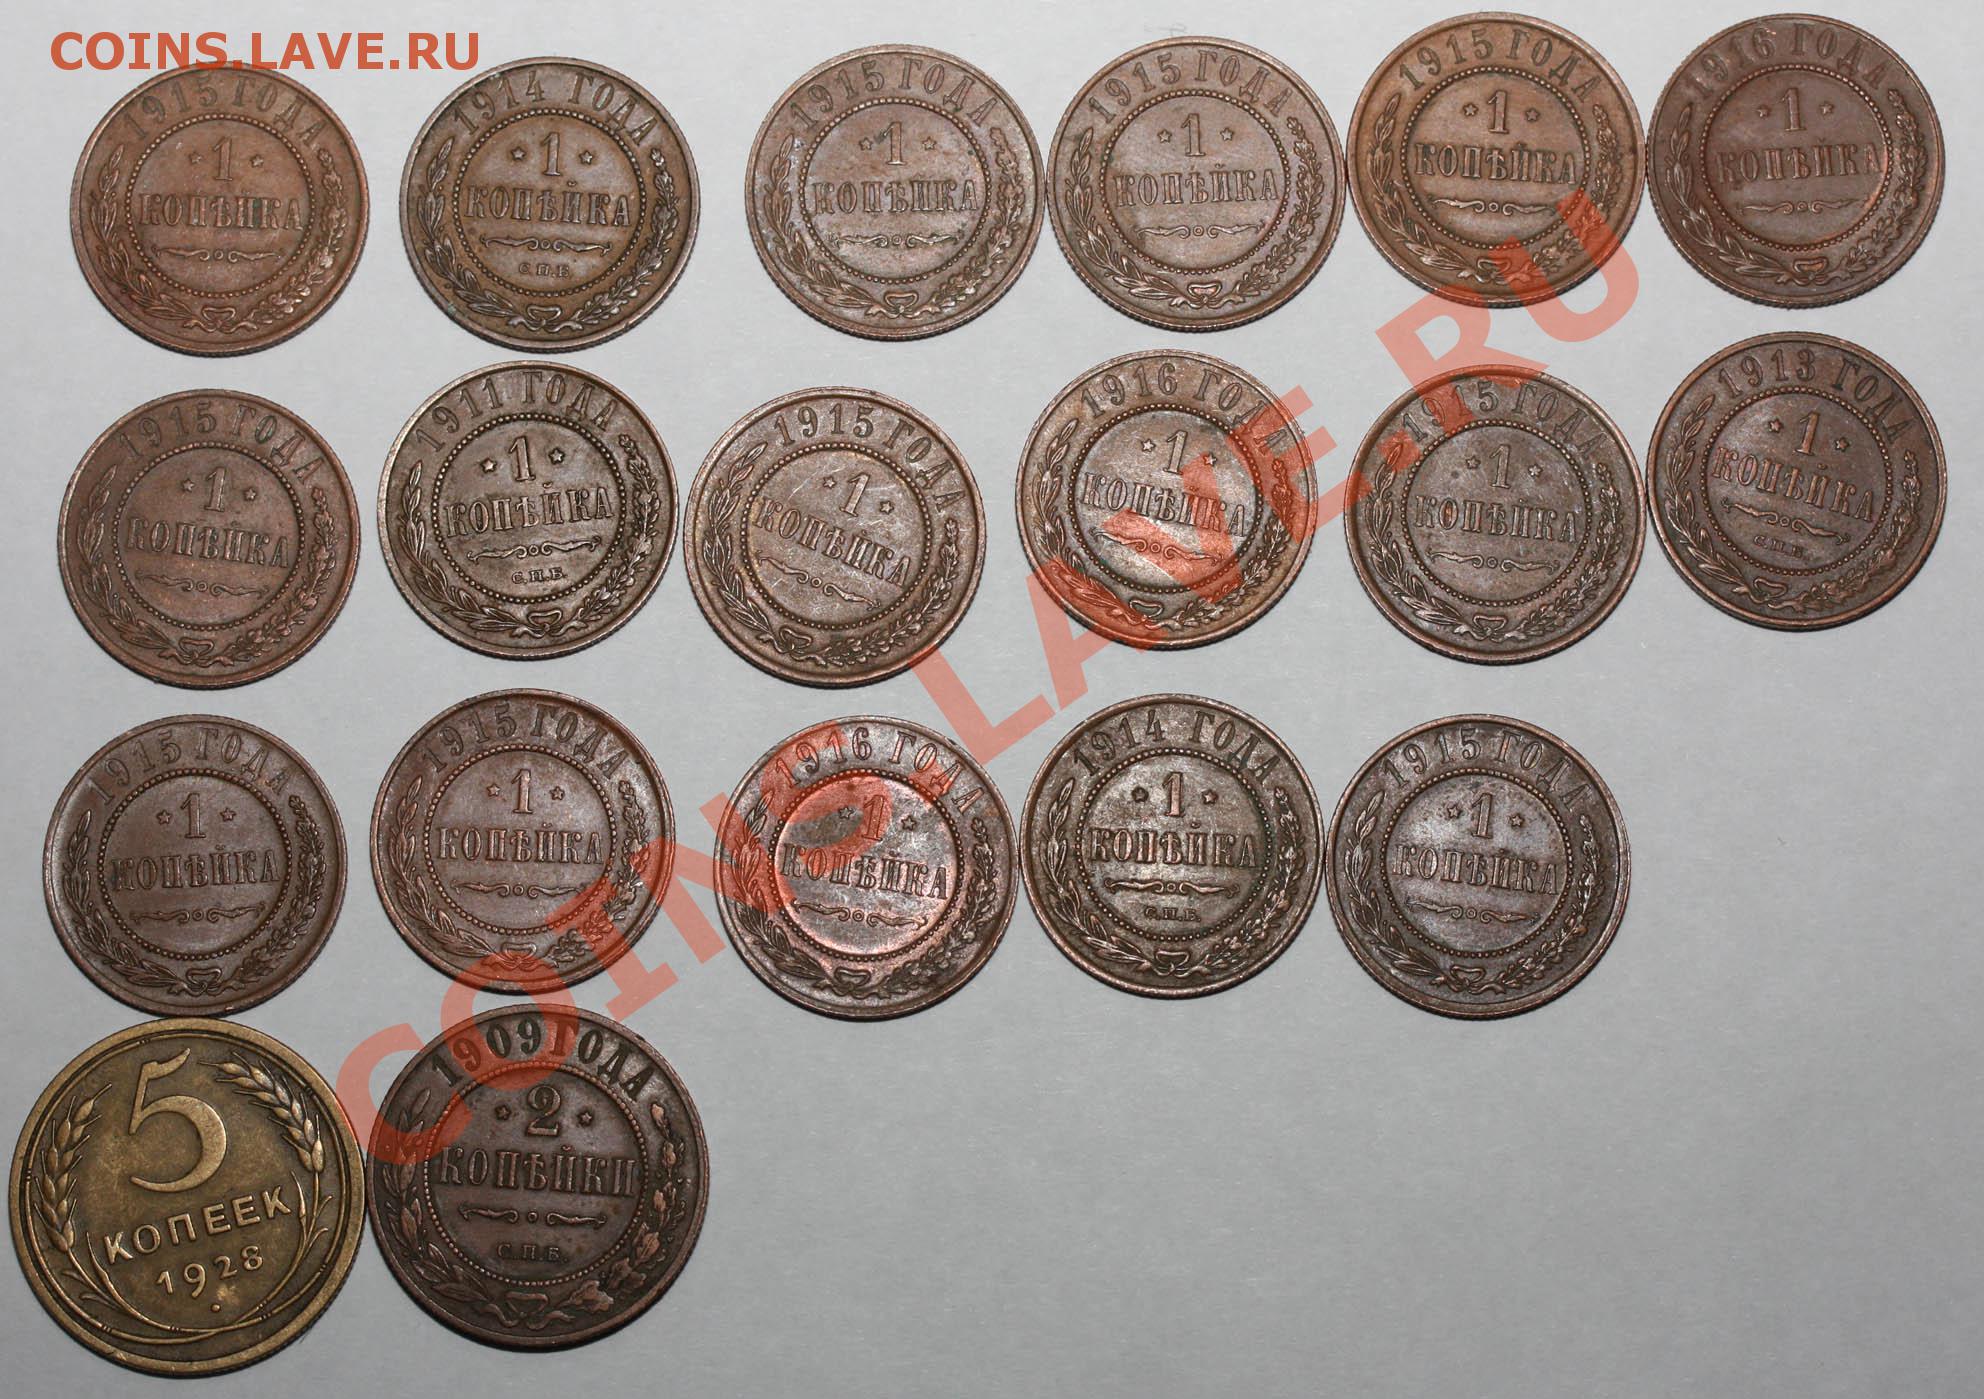 COINS.LAVE.RU
1915 ГОДА
1
КОПѢЙКА
1914 ГОДА
1
КОПѢЙКА
С.П.Б.
1915 ГОДА
1
КОПѢЙКА
1915 ГОДА
1
КОПѢЙКА
1915 ГОДА
1
КОПѢЙКА
1916 ГОДА
1
КОПѢЙКА
1915 ГОДА
1
КОПѢЙКА
1911 ГОДА
1
КОПѢЙКА
С.П.Б.
1915 ГОДА
1
КОПѢЙКА
1916 ГОДА
1
КОПѢЙКА
1915 ГОДА
1
КОПѢЙКА
1913 ГОДА
1
КОПѢЙКА
С.П.Б.
1915 ГОДА
1
КОПѢЙКА
1915 ГОДА
1
КОПѢЙКА
1916 ГОДА
1
КОПѢЙКА
1914 ГОДА
1
КОПѢЙКА
С.П.Б.
1915 ГОДА
1
КОПѢЙКА
5
КОПЕЕК
1928
1909 ГОДА
2
КОПѢЙКИ
С.П.Б.
COINS.LAVE.RU